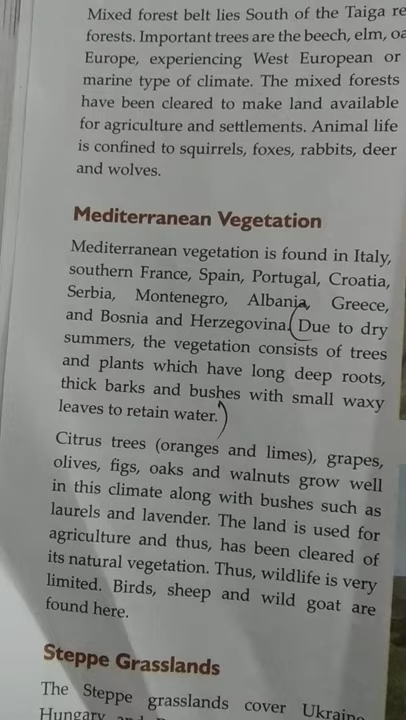 Mixed forest belt lies South of the Taiga
forests. Important trees are the beech, elm,
Europe, experiencing West European or
marine type of climate. The mixed forests
have been cleared to make land available
for agriculture and settlements. Animal life
is confined to squirrels, foxes, rabbits, deer
and wolves.
Mediterranean Vegetation
Mediterranean vegetation is found in Italy,
southern France, Spain, Portugal, Croatia,
Serbia, Montenegro, Albania, Greece,
and Bosnia and Herzegovina. (Due to dry
summers, the vegetation consists of trees
and plants which have long deep roots,
thick barks and bushes with small waxy
leaves to retain water.)
Citrus trees (oranges and limes), grapes,
olives, figs, oaks and walnuts grow well
in this climate along with bushes such as
laurels and lavender. The land is used for
agriculture and thus, has been cleared of
its natural vegetation. Thus, wildlife is very
limited. Birds, sheep and wild goat are
found here.
Steppe Grasslands
The Steppe grasslands cover Ukraine
Hungary and